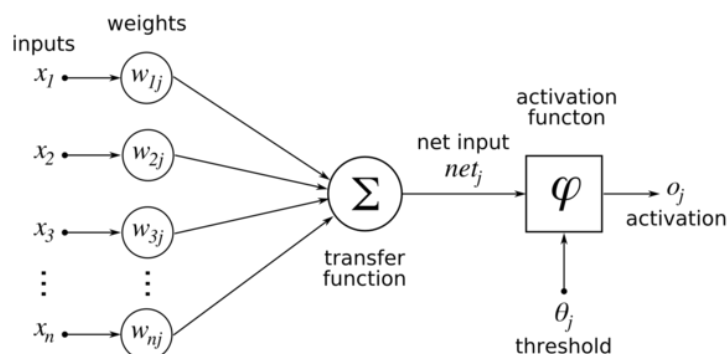 weights
inputs
x₁ w₁ⱼ
x₂ w₂ⱼ
x₃ w₃ⱼ
⋮ ⋮
xₙ wₙⱼ
Σ
transfer
function
net input
netⱼ
activation
functon
φ
oⱼ
activation
θⱼ
threshold